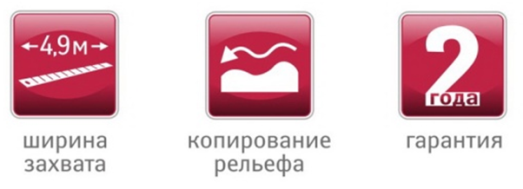 4,9м
ширина
захвата
копирование
рельефа
2
года
гарантия